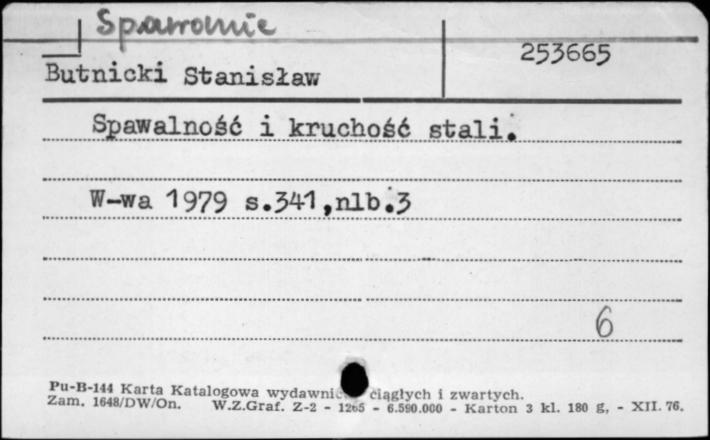 Spawanie
253665
Butnicki Stanisław
Spawalność i kruchość stali.
W-wa 1979 s.341,nlb.3
6
Pu-B-144 Karta Katalogowa ciągłych i zwartych.
Zam. 1648/DW/On. W.Z.Graf. Z-2 - 1265 - 6.590.000 - Karton 3 kl. 180 g. - XII. 76.